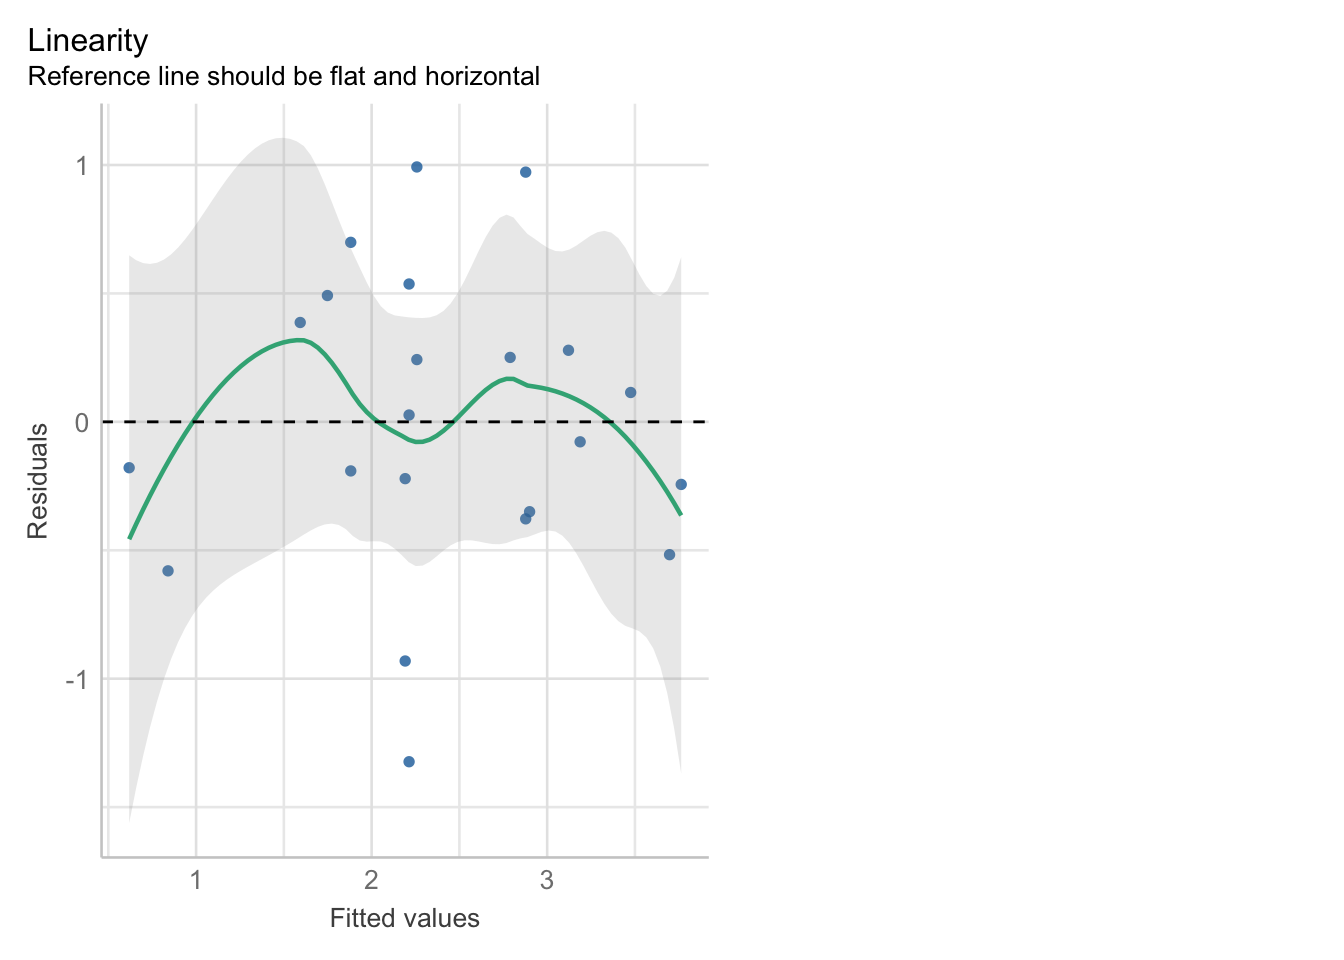 Linearity
Reference line should be flat and horizontal
1
0
-1
Residuals
1 2 3
Fitted values